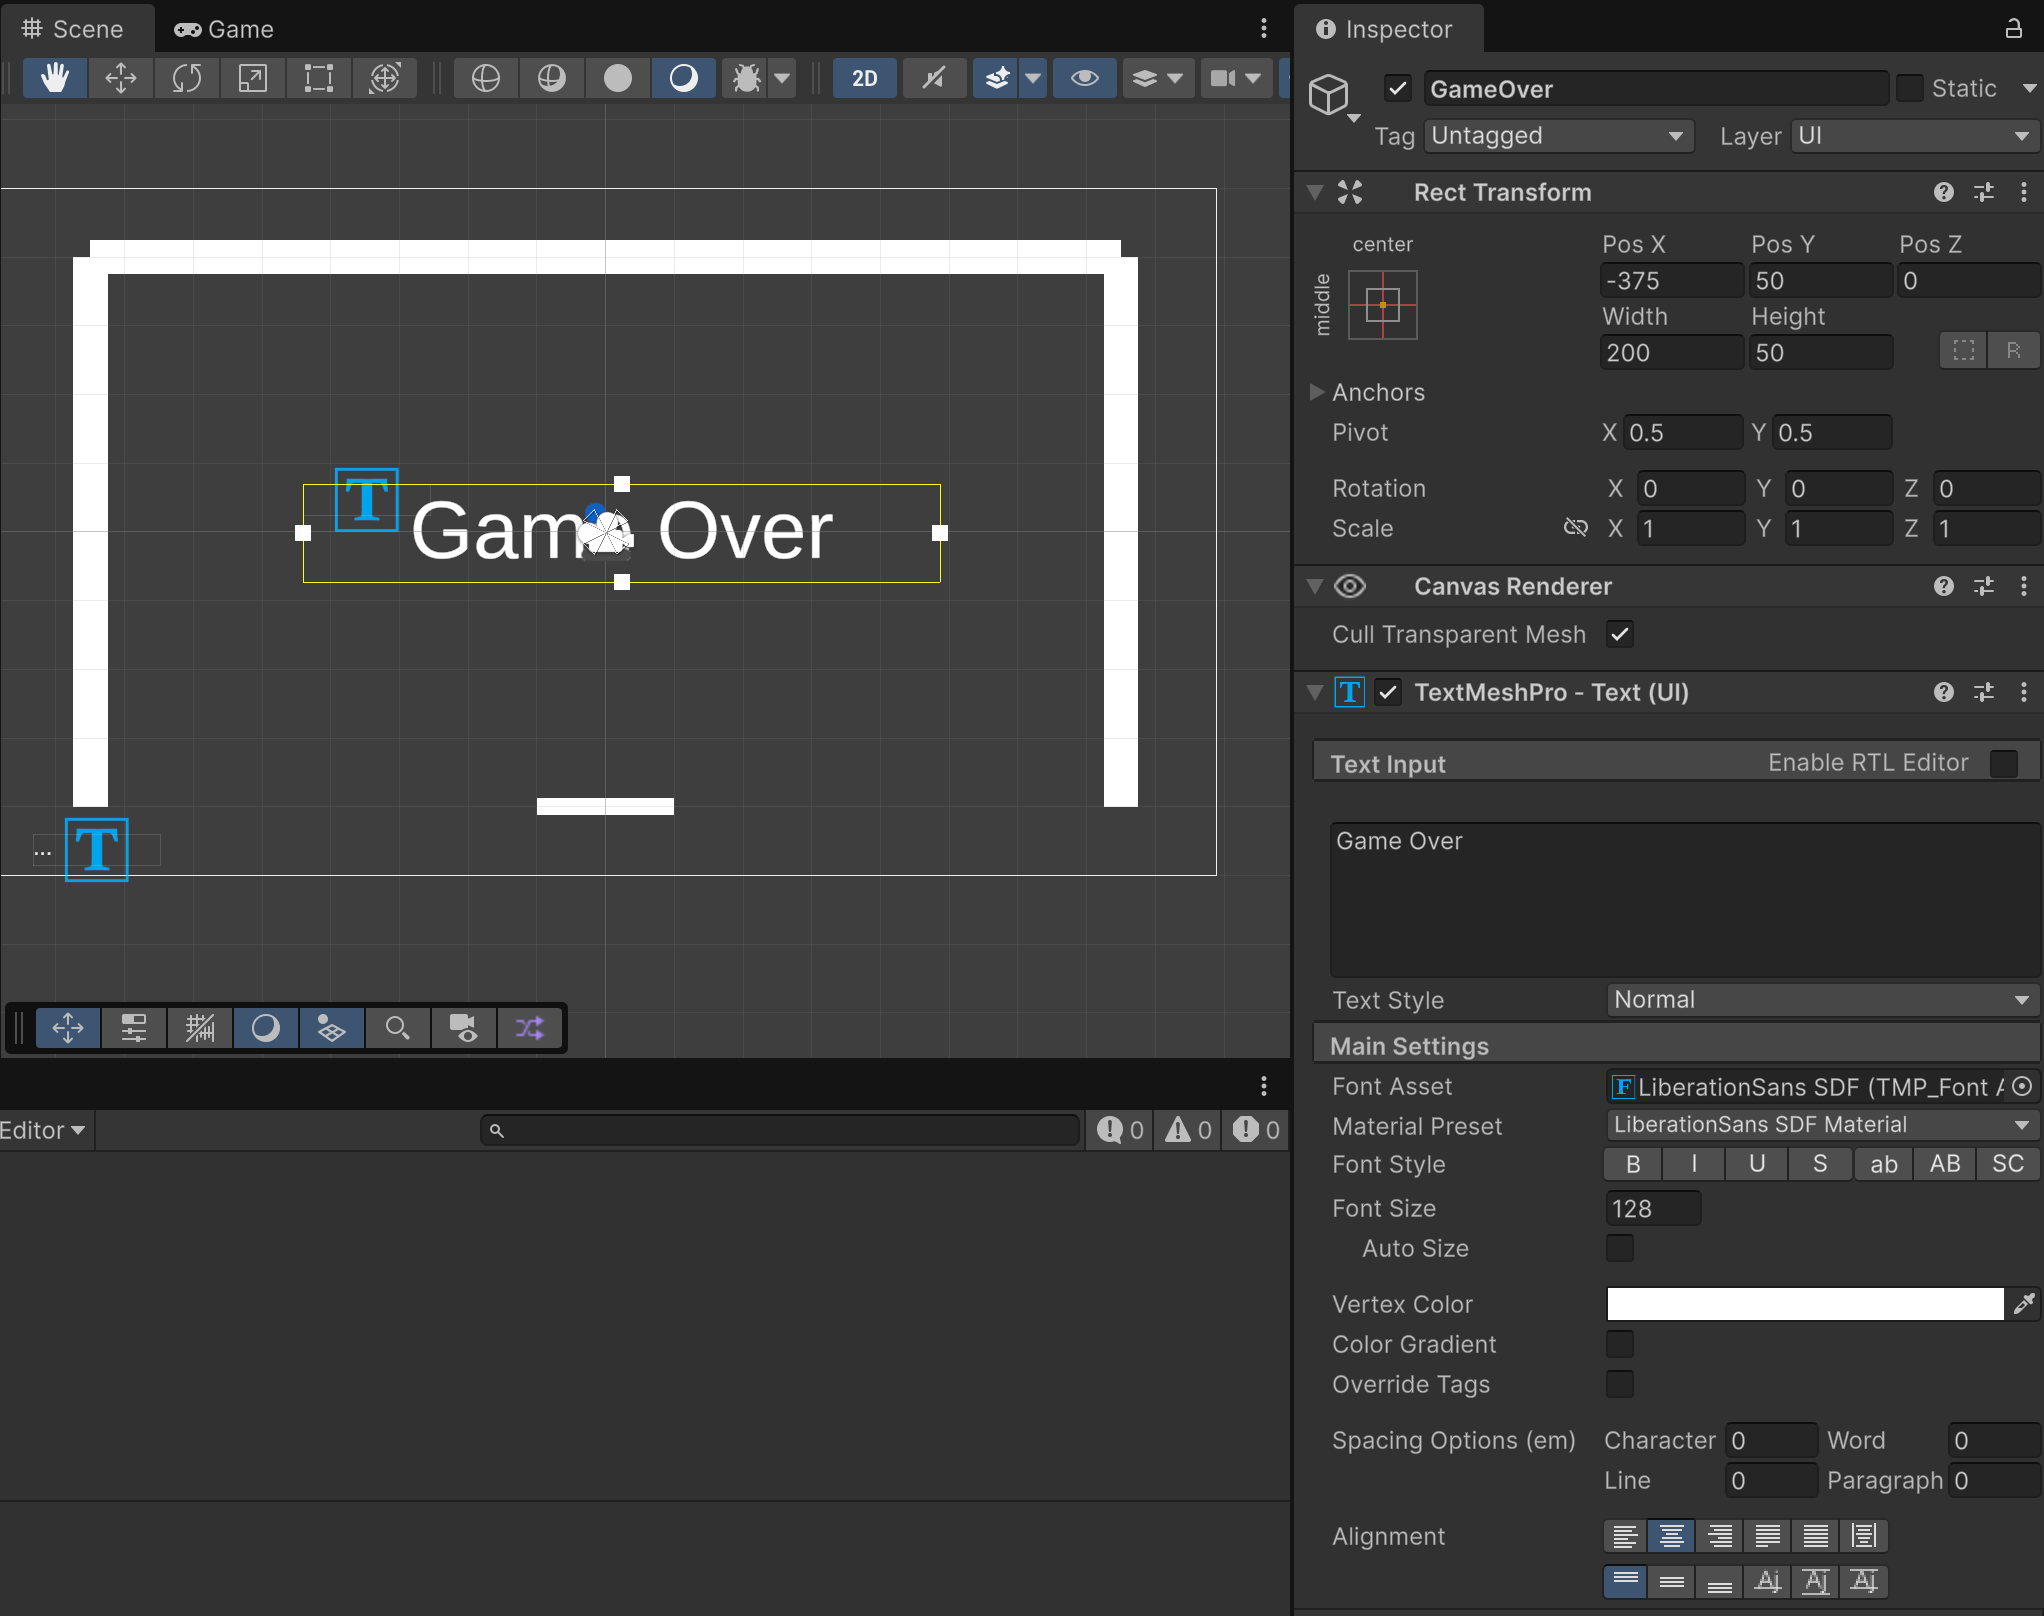 Scene Game
2D
Game Over
T
T
...
Editor
0 0 0
Inspector
GameOver Static
Tag Untagged Layer UI
Rect Transform
center
middle
Pos X Pos Y Pos Z
-375 50 0
Width Height
200 50
R
Anchors
Pivot X 0.5 Y 0.5
Rotation X 0 Y 0 Z 0
Scale X 1 Y 1 Z 1
Canvas Renderer
Cull Transparent Mesh
T TextMeshPro - Text (UI)
Text Input Enable RTL Editor
Game Over
Text Style Normal
Main Settings
Font Asset F LiberationSans SDF (TMP_Font A
Material Preset LiberationSans SDF Material
Font Style B I U S ab AB SC
Font Size 128
Auto Size
Vertex Color
Color Gradient
Override Tags
Spacing Options (em) Character 0 Word 0
Line 0 Paragraph 0
Alignment